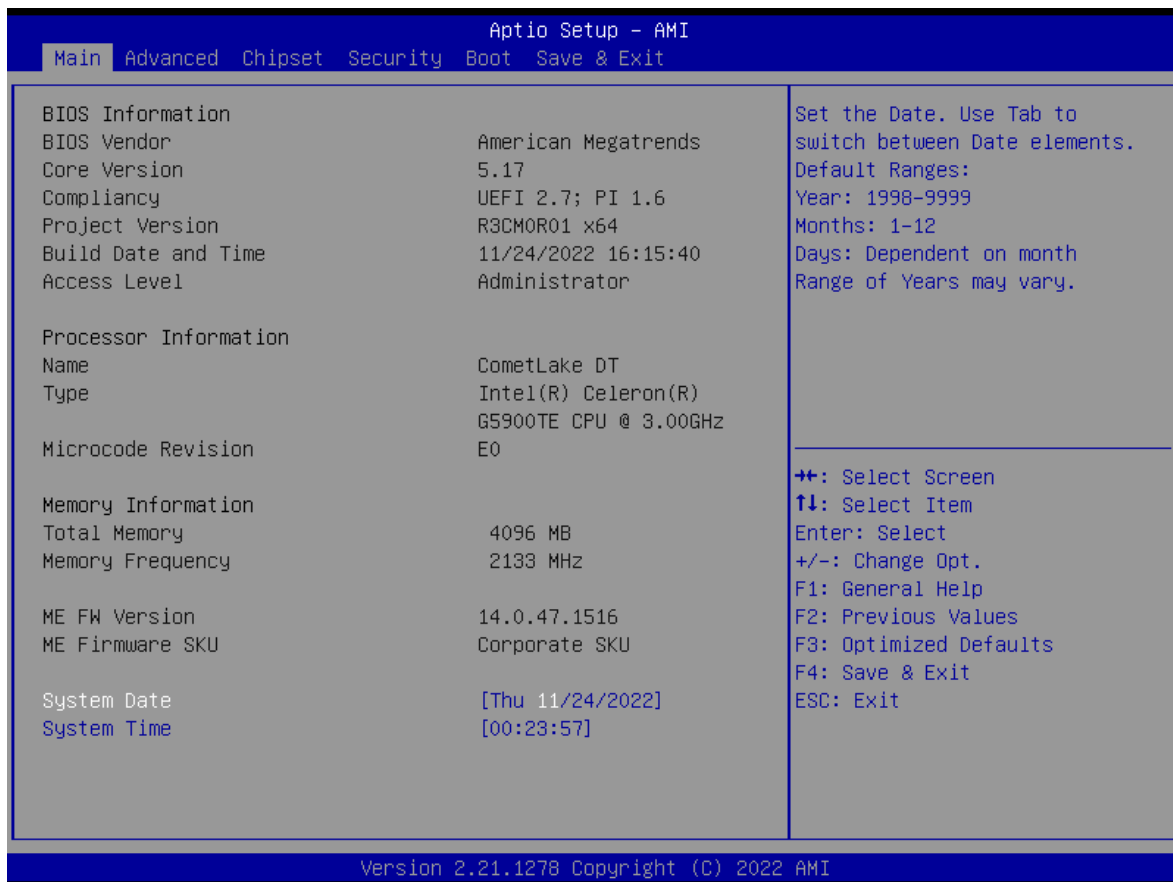 Aptio Setup – AMI
Main Advanced Chipset Security Boot Save & Exit
BIOS Information
BIOS Vendor American Megatrends
Core Version 5.17
Compliancy UEFI 2.7; PI 1.6
Project Version R3CM0R01 x64
Build Date and Time 11/24/2022 16:15:40
Access Level Administrator
Processor Information
Name CometLake DT
Type Intel(R) Celeron(R)
G5900TE CPU @ 3.00GHz
Microcode Revision E0
Memory Information
Total Memory 4096 MB
Memory Frequency 2133 MHz
ME FW Version 14.0.47.1516
ME Firmware SKU Corporate SKU
System Date [Thu 11/24/2022]
System Time [00:23:57]
Set the Date. Use Tab to
switch between Date elements.
Default Ranges:
Year: 1998-9999
Months: 1-12
Days: Dependent on month
Range of Years may vary.
→←: Select Screen
↑↓: Select Item
Enter: Select
+/-: Change Opt.
F1: General Help
F2: Previous Values
F3: Optimized Defaults
F4: Save & Exit
ESC: Exit
Version 2.21.1278 Copyright (C) 2022 AMI